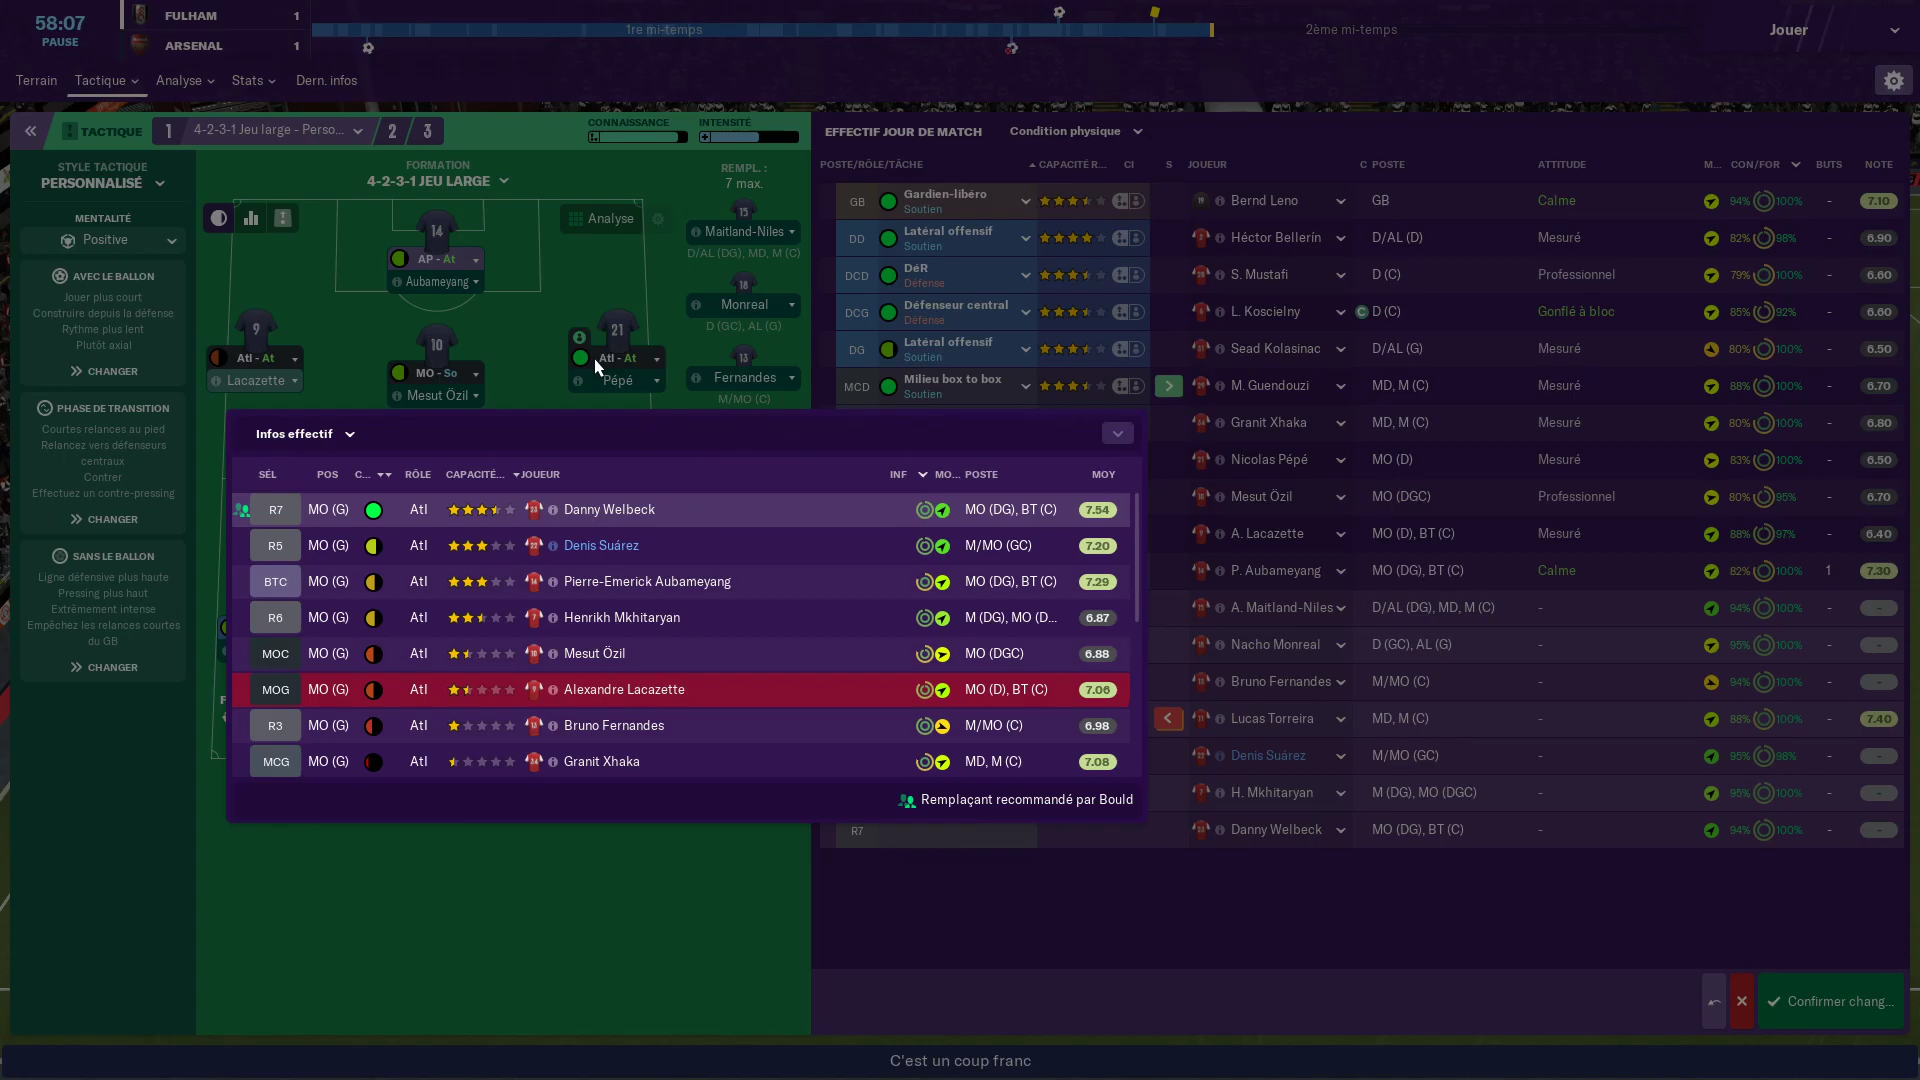 58:07
PAUSE
FULHAM 1
ARSENAL 1
1re mi-temps
2ème mi-temps
Jouer
Terrain Tactique Analyse Stats Dern. infos
TACTIQUE
1 4-2-3-1 Jeu large - Perso... 2 3
CONNAISSANCE
INTENSITÉ
STYLE TACTIQUE
PERSONNALISÉ
MENTALITÉ
Positive
AVEC LE BALLON
Jouer plus court
Construire depuis la défense
Rythme plus lent
Plutôt axial
CHANGER
PHASE DE TRANSITION
Courtes relances au pied
Relancez vers défenseurs
centraux
Contrer
Effectuez un contre-pressing
CHANGER
SANS LE BALLON
Ligne défensive plus haute
Pressing plus haut
Extrêmement intense
Empêchez les relances courtes
du GB
CHANGER
FORMATION
4-2-3-1 JEU LARGE
REMPL. :
7 max.
Analyse
14
AP - At
Aubameyang
9
Atl - At
Lacazette
10
MO - So
Mesut Özil
21
Atl - At
Pépé
15
Maitland-Niles
D/AL (DG), MD, M (C)
18
Monreal
D (GC), AL (G)
13
Fernandes
M/MO (C)
Infos effectif
SÉL POS C... RÔLE CAPACITÉ... JOUEUR INF MO... POSTE MOY
R7 MO (G) Atl Danny Welbeck MO (DG), BT (C) 7.54
R5 MO (G) Atl Denis Suárez M/MO (GC) 7.20
BTC MO (G) Atl Pierre-Emerick Aubameyang MO (DG), BT (C) 7.29
R6 MO (G) Atl Henrikh Mkhitaryan M (DG), MO (D... 6.87
MOC MO (G) Atl Mesut Özil MO (DGC) 6.88
MOG MO (G) Atl Alexandre Lacazette MO (D), BT (C) 7.06
R3 MO (G) Atl Bruno Fernandes M/MO (C) 6.98
MCG MO (G) Atl Granit Xhaka MD, M (C) 7.08
Remplaçant recommandé par Bould
EFFECTIF JOUR DE MATCH
Condition physique
POSTE/RÔLE/TÂCHE CAPACITÉ R... CI S JOUEUR C POSTE ATTITUDE M... CON/FOR BUTS NOTE
GB Gardien-libéro
Soutien
Bernd Leno GB Calme 94% 100% - 7.10
DD Latéral offensif
Soutien
Héctor Bellerín D/AL (D) Mesuré 82% 98% - 6.90
DCD DéR
Défense
S. Mustafi D (C) Professionnel 79% 100% - 6.60
DCG Défenseur central
Défense
L. Koscielny C D (C) Gonflé à bloc 85% 92% - 6.60
DG Latéral offensif
Soutien
Sead Kolasinac D/AL (G) Mesuré 80% 100% - 6.50
MCD Milieu box to box
Soutien
M. Guendouzi MD, M (C) Mesuré 88% 100% - 6.70
Granit Xhaka MD, M (C) Mesuré 80% 100% - 6.80
Nicolas Pépé MO (D) Mesuré 83% 100% - 6.50
Mesut Özil MO (DGC) Professionnel 80% 95% - 6.70
A. Lacazette MO (D), BT (C) Mesuré 88% 97% - 6.40
P. Aubameyang MO (DG), BT (C) Calme 82% 100% 1 7.30
A. Maitland-Niles D/AL (DG), MD, M (C) - 94% 100% - -
Nacho Monreal D (GC), AL (G) - 95% 100% - -
Bruno Fernandes M/MO (C) - 94% 100% - -
Lucas Torreira MD, M (C) - 88% 100% - 7.40
Denis Suárez M/MO (GC) - 95% 98% - -
H. Mkhitaryan M (DG), MO (DGC) - 95% 100% - -
R7 Danny Welbeck MO (DG), BT (C) - 94% 100% - -
Confirmer chang...
C'est un coup franc